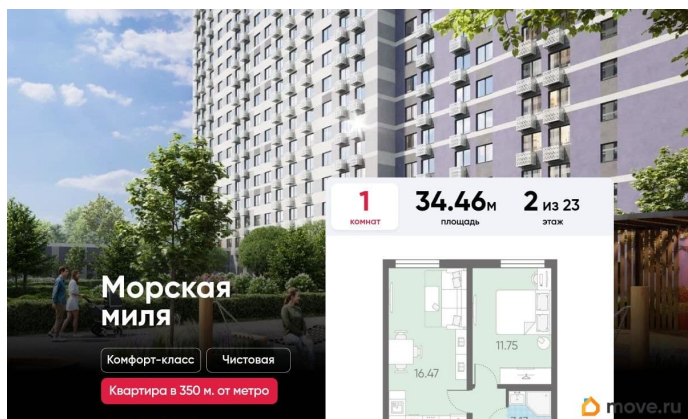 1
комнат
34.46м
площадь
2 из 23
этаж
Морская
миля
Комфорт-класс
Чистовая
Квартира в 350 м. от метро
16.47
11.75
move.ru